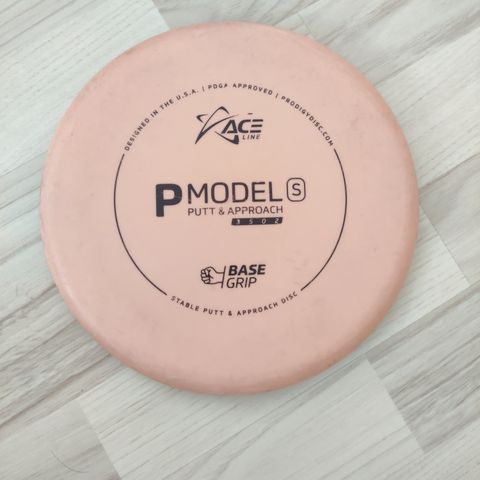 DESIGNED IN THE U.S.A. | PDGA APPROVED | PRODIGYDISC.COM
ACE
LINE
P MODEL S
PUTT & APPROACH
3 5 0 2
BASE
GRIP
STABLE PUTT & APPROACH DISC